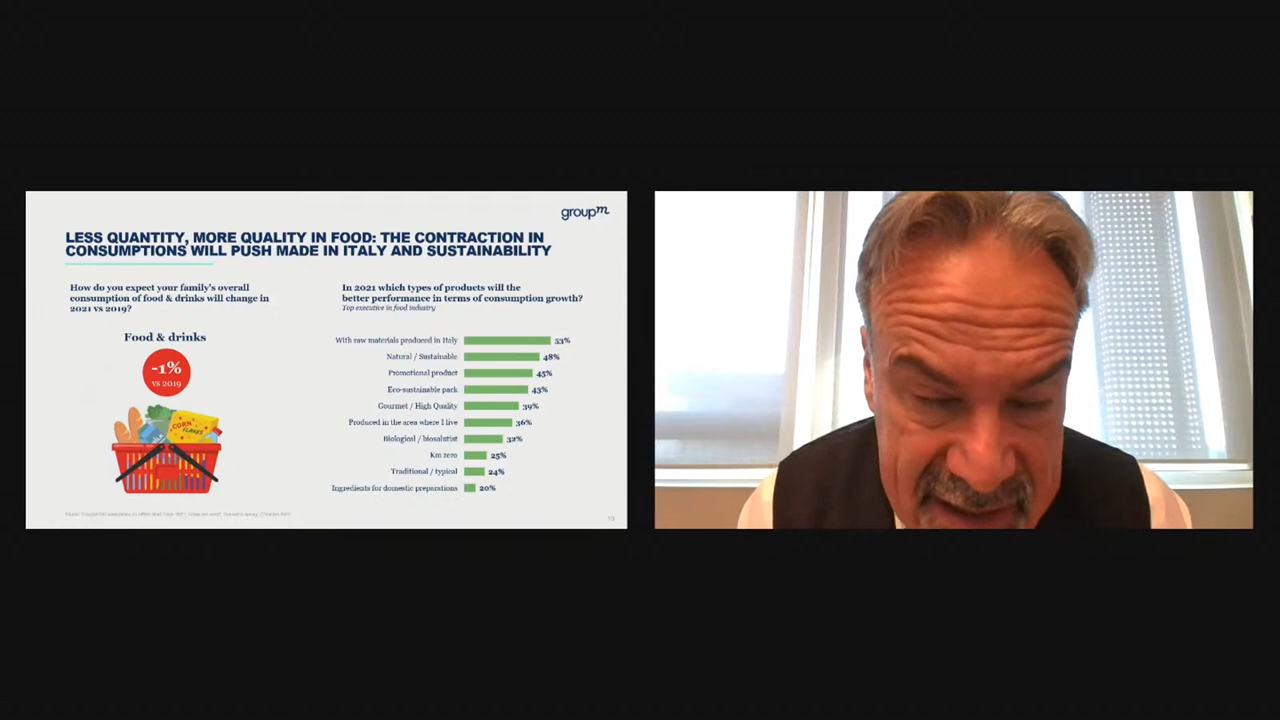 groupm
LESS QUANTITY, MORE QUALITY IN FOOD: THE CONTRACTION IN
CONSUMPTIONS WILL PUSH MADE IN ITALY AND SUSTAINABILITY
How do you expect your family's overall
consumption of food & drinks will change in
2021 vs 2019?
Food & drinks
-1%
vs 2019
CORN
FLAKES
In 2021 which types of products will the
better performance in terms of consumption growth?
Top executive in food industry
With raw materials produced in Italy 53%
Natural / Sustainable 48%
Promotional product 45%
Eco-sustainable pack 43%
Gourmet / High Quality 39%
Produced in the area where I live 36%
Biological / 32%
Km zero 25%
Traditional / typical 24%
Ingredients for domestic preparations 20%